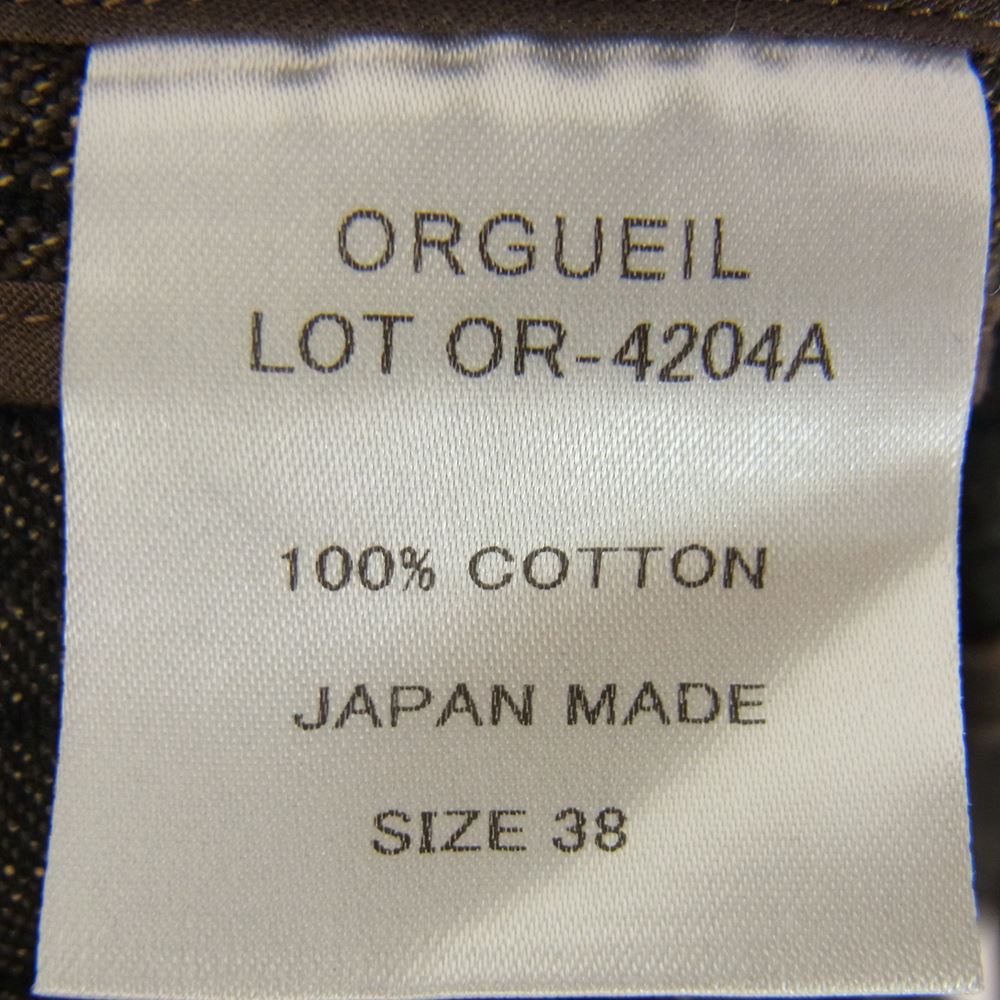 ORGUEIL
LOT OR-4204A
100% COTTON
JAPAN MADE
SIZE 38